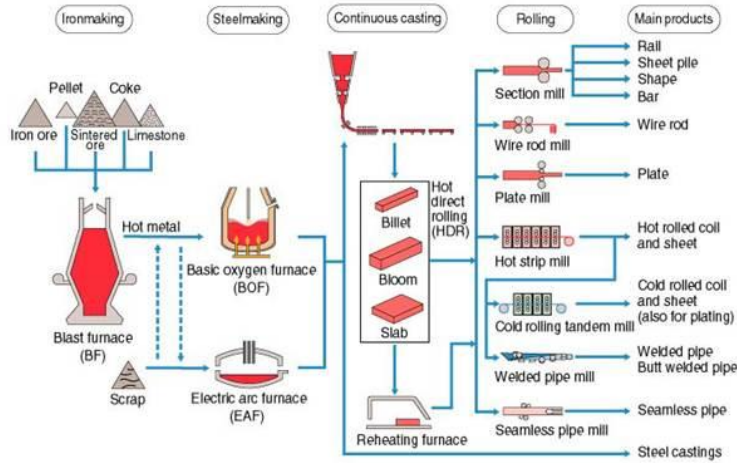 Ironmaking
Steelmaking
Continuous casting
Rolling
Main products
Pellet
Coke
Iron ore
Sintered
ore
Limestone
Hot metal
Blast furnace
(BF)
Scrap
Basic oxygen furnace
(BOF)
Electric arc furnace
(EAF)
Billet
Bloom
Slab
Hot
direct
rolling
(HDR)
Reheating furnace
Section mill
Wire rod mill
Plate mill
Hot strip mill
Cold rolling tandem mill
Welded pipe mill
Seamless pipe mill
Rail
Sheet pile
Shape
Bar
Wire rod
Plate
Hot rolled coil
and sheet
Cold rolled coil
and sheet
(also for plating)
Welded pipe
Butt welded pipe
Seamless pipe
Steel castings